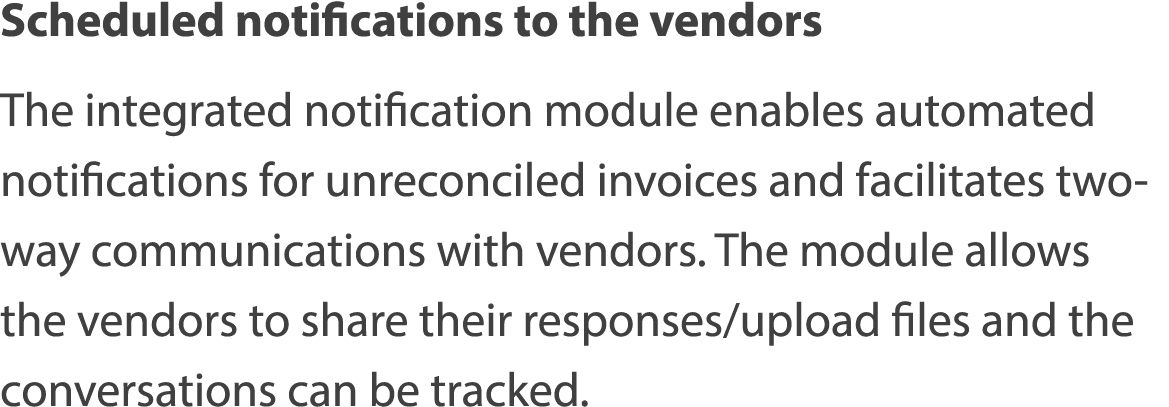 Scheduled notifications to the vendors
The integrated notification module enables automated
notifications for unreconciled invoices and facilitates two-
way communications with vendors. The module allows
the vendors to share their responses/upload files and the
conversations can be tracked.